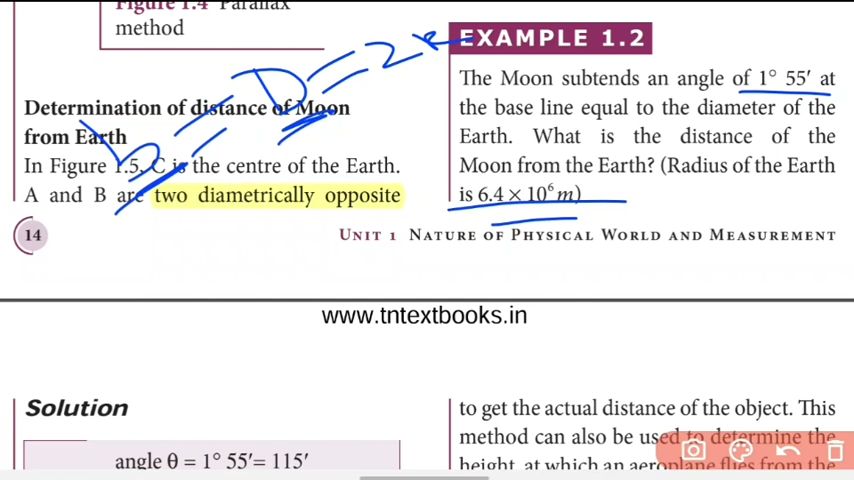 Figure 1.4 Parallax
method
Determination of distance of Moon
from Earth
In Figure 1.5, C is the centre of the Earth.
A and B are two diametrically opposite
b = D = 2R
EXAMPLE 1.2
The Moon subtends an angle of 1° 55′ at
the base line equal to the diameter of the
Earth. What is the distance of the
Moon from the Earth? (Radius of the Earth
is 6.4 × 10⁶ m)
14
UNIT 1 NATURE OF PHYSICAL WORLD AND MEASUREMENT
www.tntextbooks.in
Solution
angle θ = 1° 55′= 115′
to get the actual distance of the object. This
method can also be used to determine the
height, at which an aeroplane flies from the